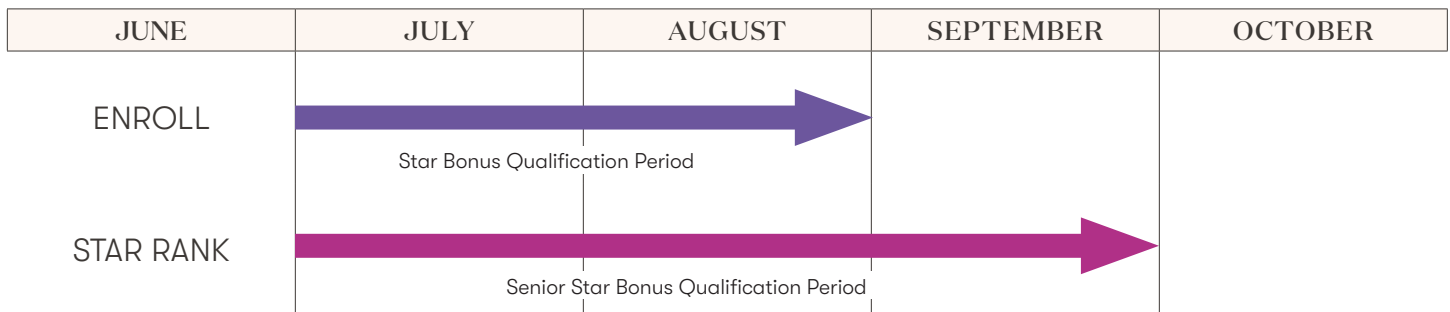 JUNE JULY AUGUST SEPTEMBER OCTOBER
ENROLL
Star Bonus Qualification Period
STAR RANK
Senior Star Bonus Qualification Period